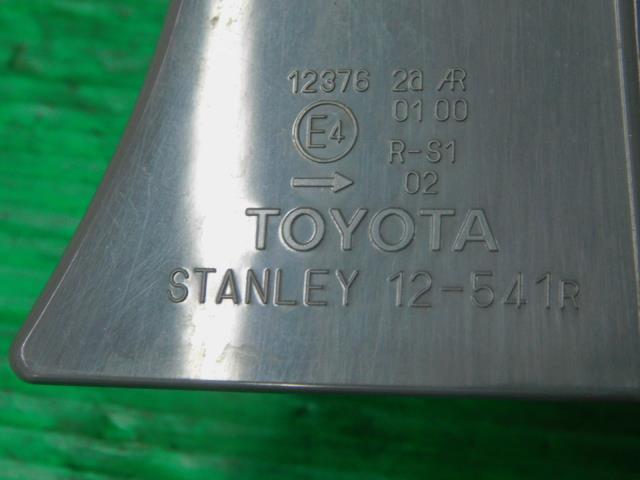 12376 2a AR
E4 01 00
R-S1
→ 02
TOYOTA
STANLEY 12-541R